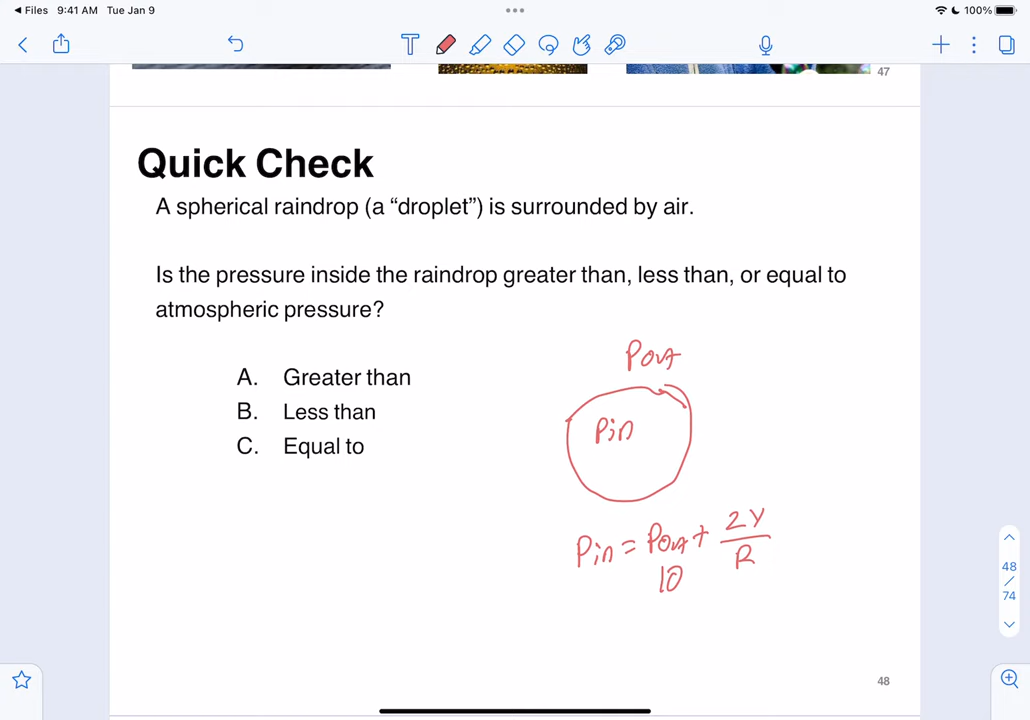 Files 9:41 AM Tue Jan 9 100%
T
47
Quick Check
A spherical raindrop (a “droplet”) is surrounded by air.
Is the pressure inside the raindrop greater than, less than, or equal to
atmospheric pressure?
A. Greater than
B. Less than
C. Equal to
Pout
Pin
Pin = Pout + 2γ
R
10
48
/
74
48